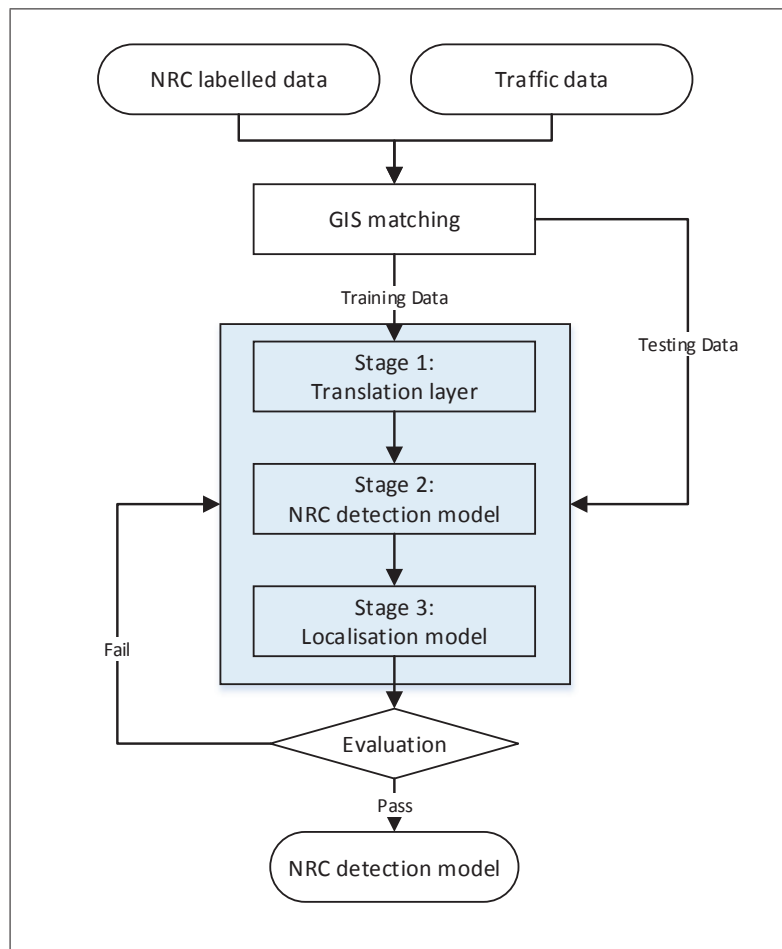 NRC labelled data
Traffic data
GIS matching
Training Data
Testing Data
Stage 1:
Translation layer
Stage 2:
NRC detection model
Stage 3:
Localisation model
Fail
Evaluation
Pass
NRC detection model